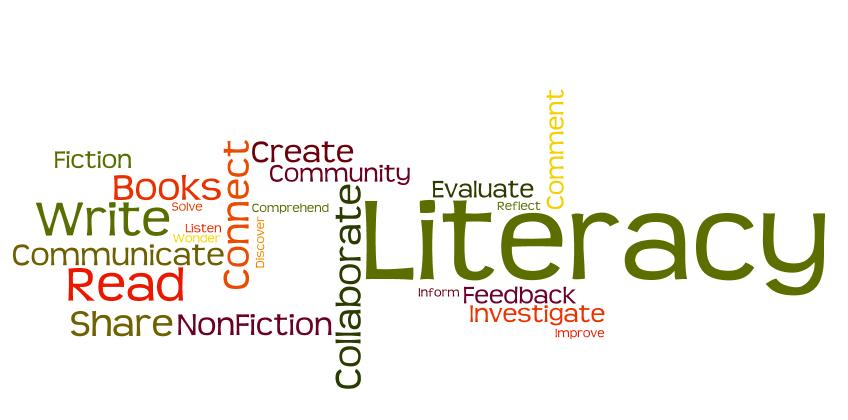 Comment
Fiction
Create
Community
Books
Connect
Evaluate
Reflect
Solve
Comprehend
Write
Listen
Wonder
Discover
Collaborate
Literacy
Communicate
Read
Inform
Feedback
Share
NonFiction
Investigate
Improve